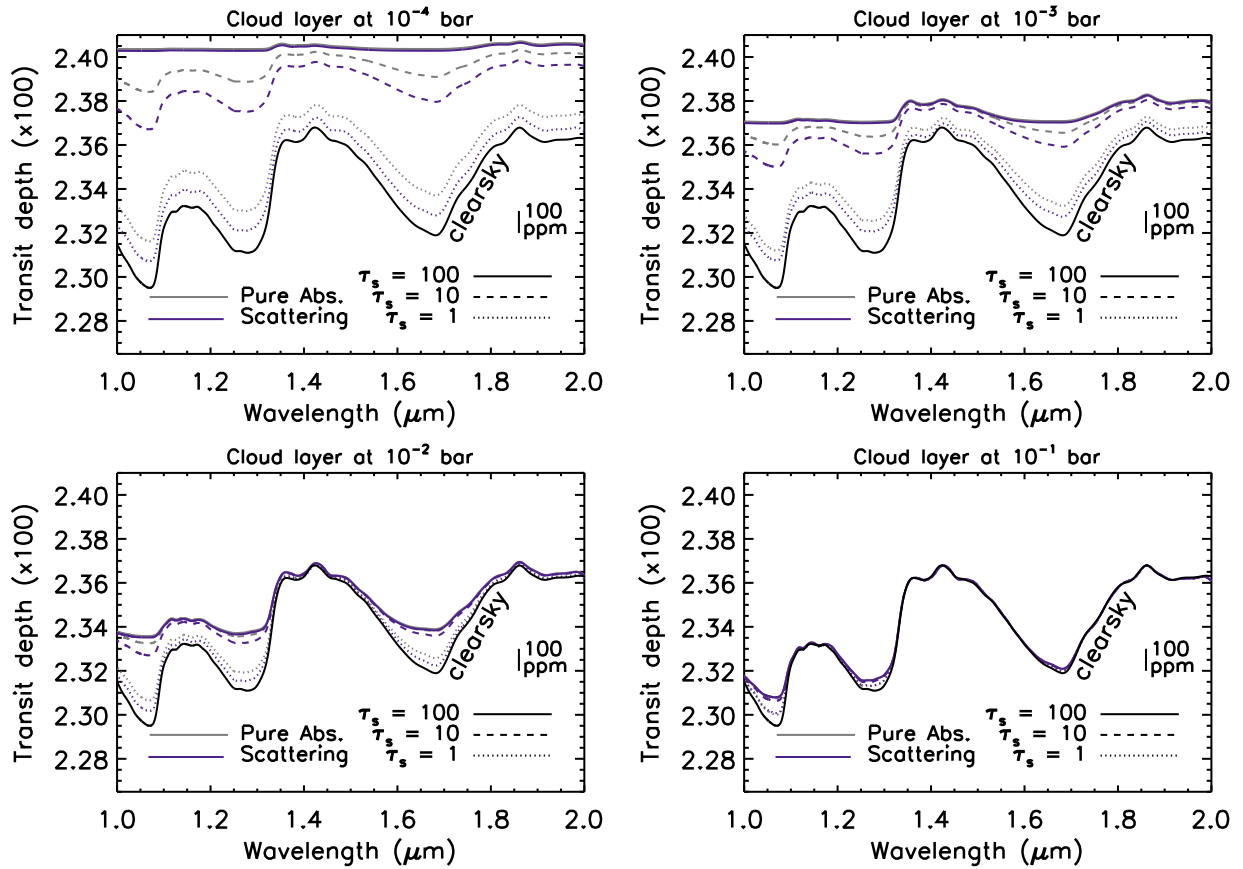 Cloud layer at 10⁻⁴ bar
Transit depth (x100)
2.40
2.38
2.36
2.34
2.32
2.30
2.28
clearsky
100
ppm
τs = 100
Pure Abs. τs = 10
Scattering τs = 1
1.0 1.2 1.4 1.6 1.8 2.0
Wavelength (μm)
Cloud layer at 10⁻³ bar
Transit depth (x100)
2.40
2.38
2.36
2.34
2.32
2.30
2.28
clearsky
100
ppm
τs = 100
Pure Abs. τs = 10
Scattering τs = 1
1.0 1.2 1.4 1.6 1.8 2.0
Wavelength (μm)
Cloud layer at 10⁻² bar
Transit depth (x100)
2.40
2.38
2.36
2.34
2.32
2.30
2.28
clearsky
100
ppm
τs = 100
Pure Abs. τs = 10
Scattering τs = 1
1.0 1.2 1.4 1.6 1.8 2.0
Wavelength (μm)
Cloud layer at 10⁻¹ bar
Transit depth (x100)
2.40
2.38
2.36
2.34
2.32
2.30
2.28
clearsky
100
ppm
τs = 100
Pure Abs. τs = 10
Scattering τs = 1
1.0 1.2 1.4 1.6 1.8 2.0
Wavelength (μm)